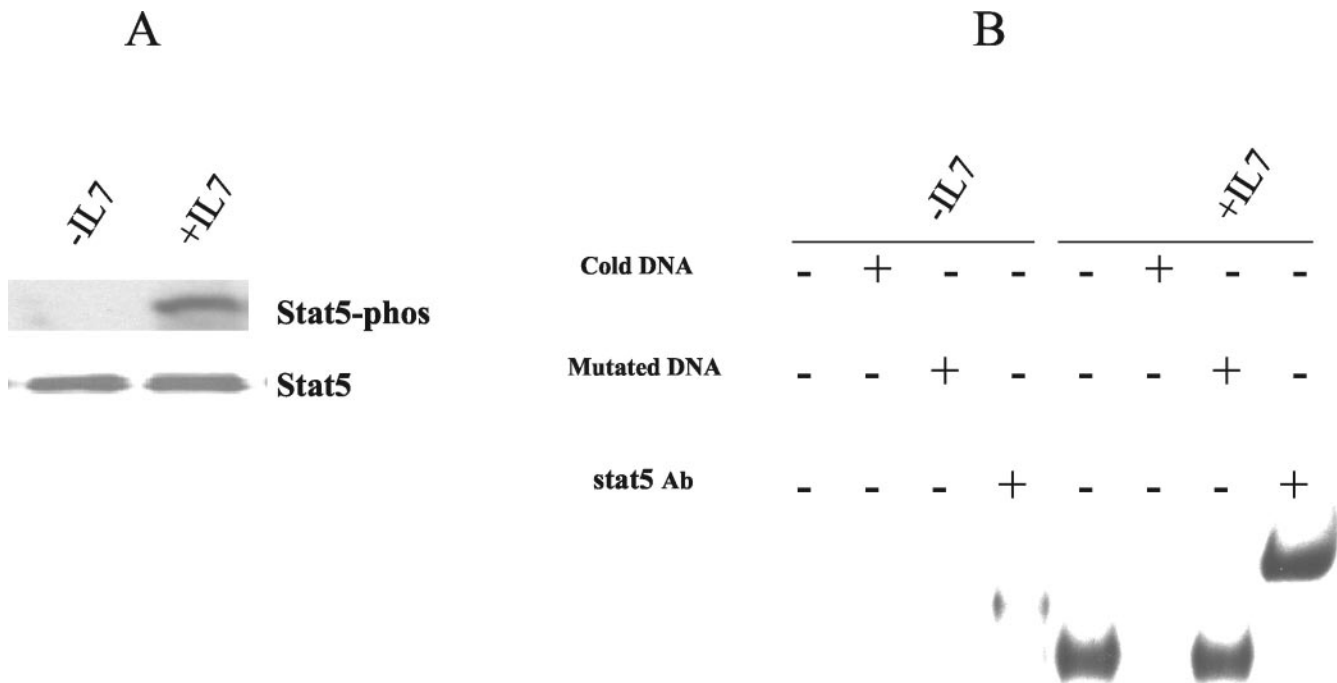 A
B
-IL7
+IL7
Stat5-phos
Stat5
-IL7
+IL7
Cold DNA - + - - - + - -
Mutated DNA - - + - - - + -
stat5 Ab - - - + - - - +